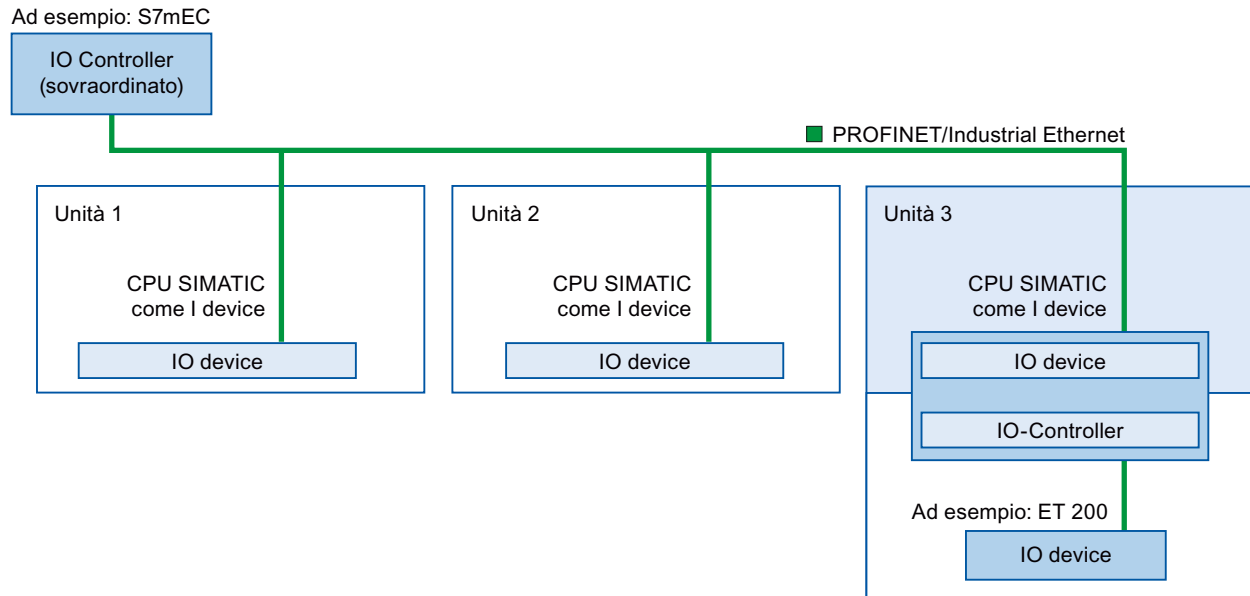 Ad esempio: S7mEC
IO Controller
(sovraordinato)
PROFINET/Industrial Ethernet
Unità 1
CPU SIMATIC
come I device
IO device
Unità 2
CPU SIMATIC
come I device
IO device
Unità 3
CPU SIMATIC
come I device
IO device
IO-Controller
Ad esempio: ET 200
IO device